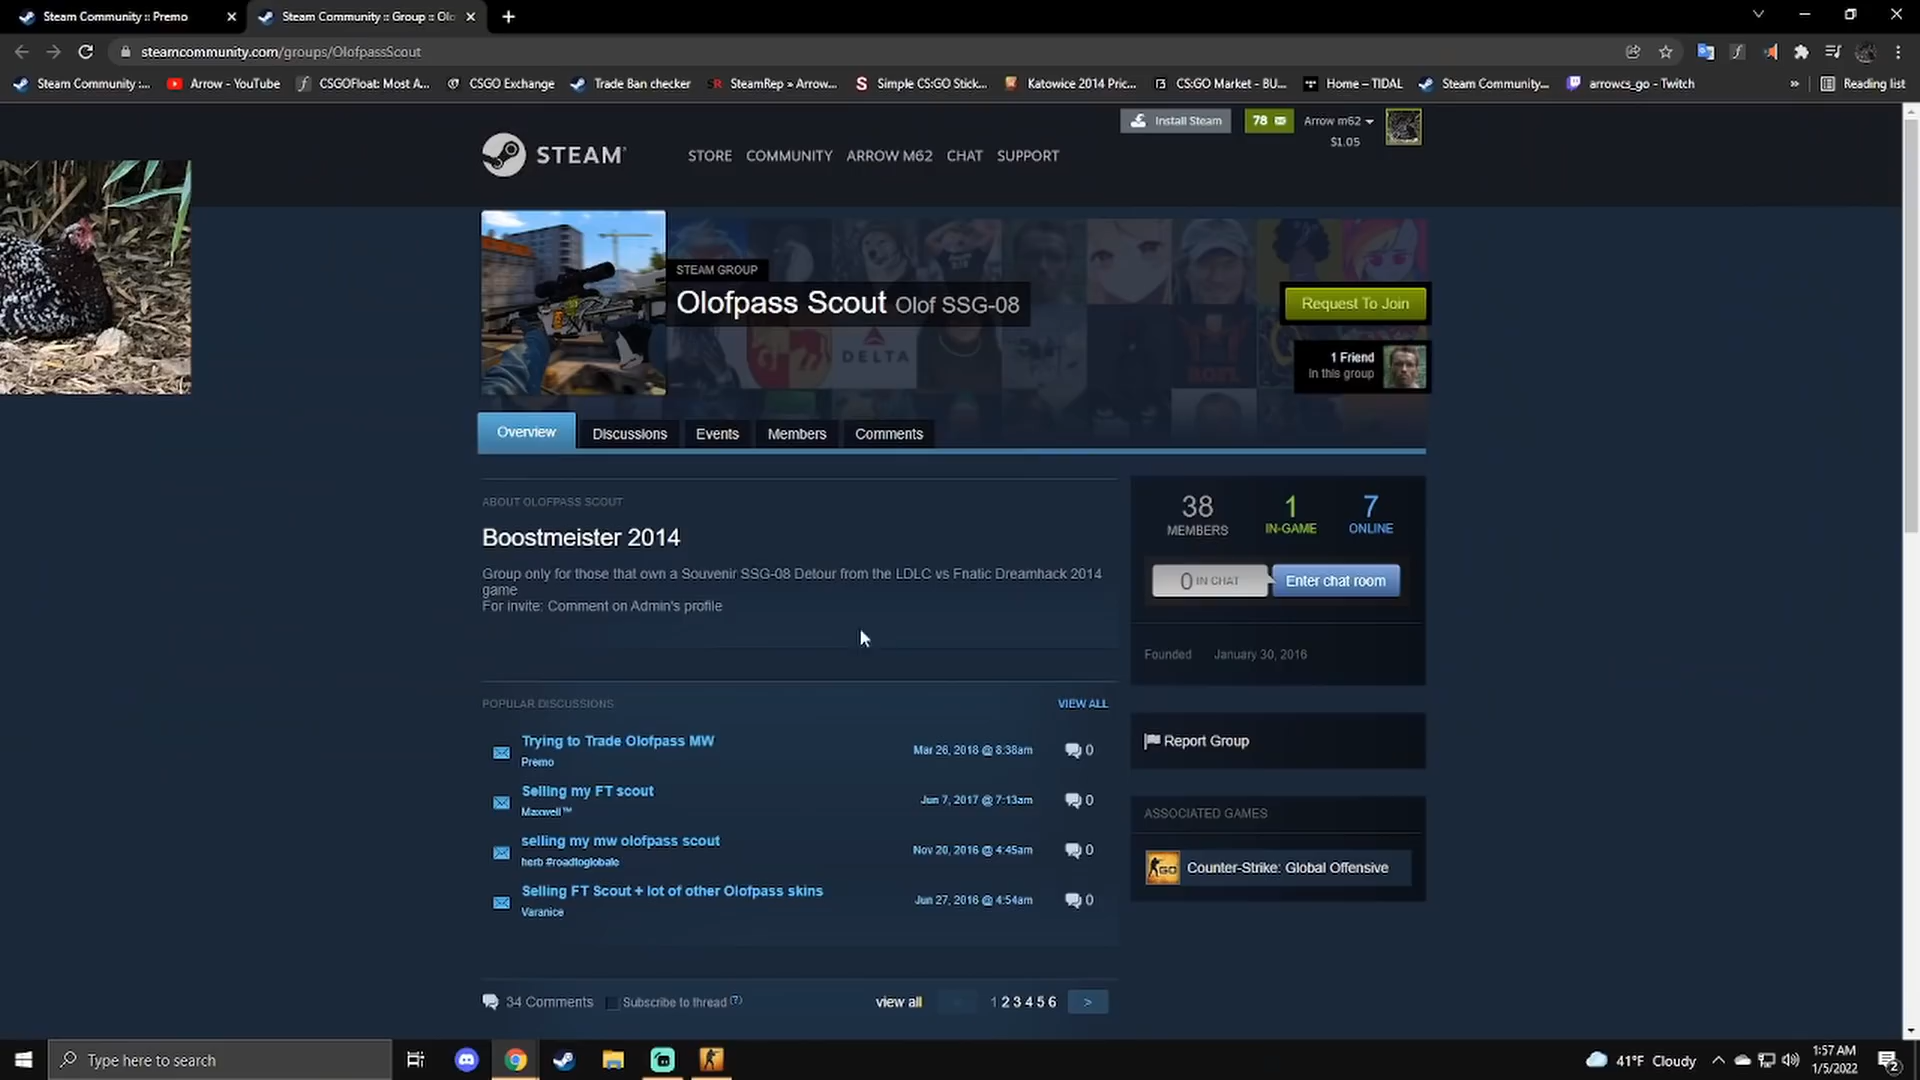 Steam Community :: Premo
Steam Community :: Group :: Olo
steamcommunity.com/groups/OlofpassScout
Steam Community :...
Arrow - YouTube
CSGOFloat: Most A...
CSGO Exchange
Trade Ban checker
SteamRep » Arrow...
Simple CS:GO Stick...
Katowice 2014 Pric...
CS:GO Market - BU...
Home – TIDAL
Steam Community...
arrowcs_go - Twitch
»
Reading list
Install Steam
78
Arrow m62
$1.05
STEAM
STORE
COMMUNITY
ARROW M62
CHAT
SUPPORT
STEAM GROUP
Olofpass Scout Olof SSG-08
Request To Join
DELTA
1 Friend
In this group
Overview
Discussions
Events
Members
Comments
ABOUT OLOFPASS SCOUT
Boostmeister 2014
Group only for those that own a Souvenir SSG-08 Detour from the LDLC vs Fnatic Dreamhack 2014
game
For invite: Comment on Admin's profile
38
MEMBERS
1
IN-GAME
7
ONLINE
0 IN CHAT
Enter chat room
Founded January 30, 2016
POPULAR DISCUSSIONS
VIEW ALL
Trying to Trade Olofpass MW
Premo
Mar 26, 2018 @ 8:38am
0
Selling my FT scout
Maxwell™
Jun 7, 2017 @ 7:13am
0
selling my mw olofpass scout
herb #roadtoglobale
Nov 20, 2016 @ 4:45am
0
Selling FT Scout + lot of other Olofpass skins
Varanice
Jun 27, 2016 @ 4:54am
0
Report Group
ASSOCIATED GAMES
GO
Counter-Strike: Global Offensive
34 Comments
Subscribe to thread (?)
view all
<
1 2 3 4 5 6
>
Type here to search
41°F Cloudy
1:57 AM
1/5/2022
2